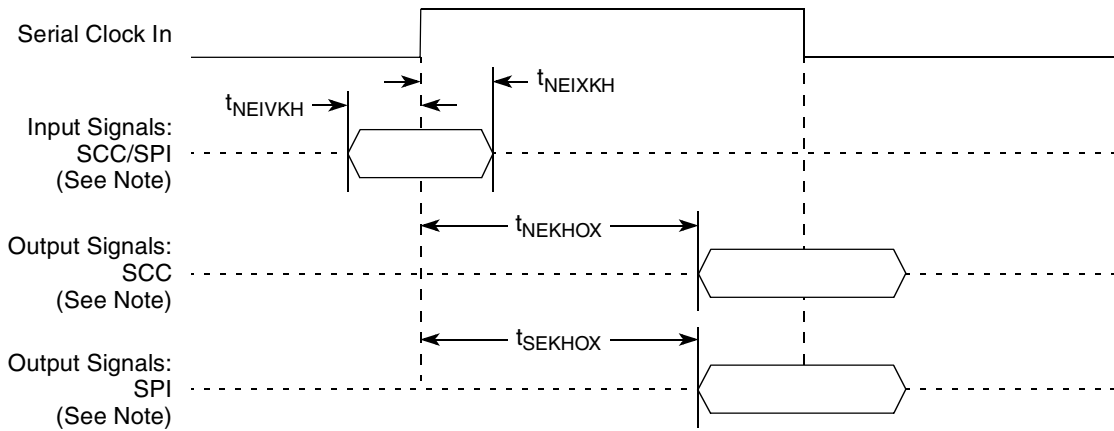 Serial Clock In
tNEIXKH
tNEIVKH
Input Signals:
SCC/SPI
(See Note)
tNEKHOX
Output Signals:
SCC
(See Note)
tSEKHOX
Output Signals:
SPI
(See Note)